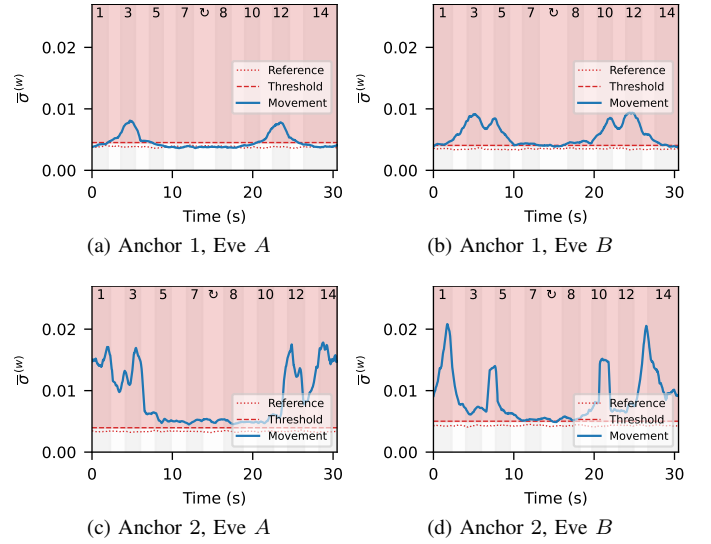 1 3 5 7 ↻ 8 10 12 14
0.02
0.01
0.00
σ̅⁽ʷ⁾
Reference
Threshold
Movement
0 10 20 30
Time (s)
(a) Anchor 1, Eve A
1 3 5 7 ↻ 8 10 12 14
0.02
0.01
0.00
σ̅⁽ʷ⁾
Reference
Threshold
Movement
0 10 20 30
Time (s)
(b) Anchor 1, Eve B
1 3 5 7 ↻ 8 10 12 14
0.02
0.01
0.00
σ̅⁽ʷ⁾
Reference
Threshold
Movement
0 10 20 30
Time (s)
(c) Anchor 2, Eve A
1 3 5 7 ↻ 8 10 12 14
0.02
0.01
0.00
σ̅⁽ʷ⁾
Reference
Threshold
Movement
0 10 20 30
Time (s)
(d) Anchor 2, Eve B